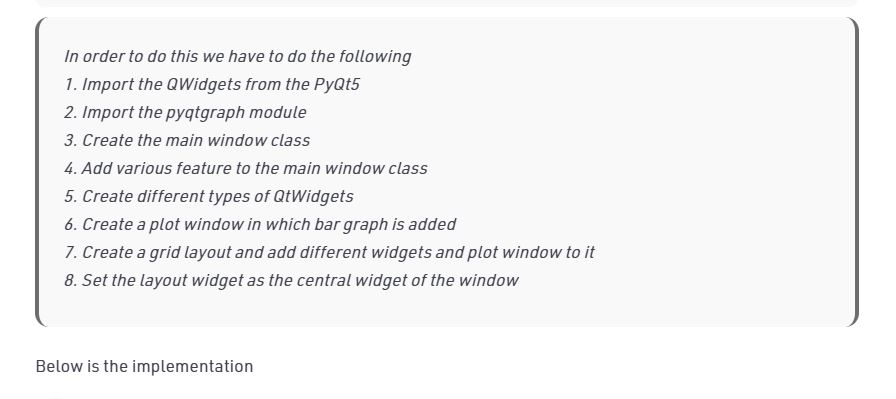 In order to do this we have to do the following
1. Import the QWidgets from the PyQt5
2. Import the pyqtgraph module
3. Create the main window class
4. Add various feature to the main window class
5. Create different types of QtWidgets
6. Create a plot window in which bar graph is added
7. Create a grid layout and add different widgets and plot window to it
8. Set the layout widget as the central widget of the window
Below is the implementation